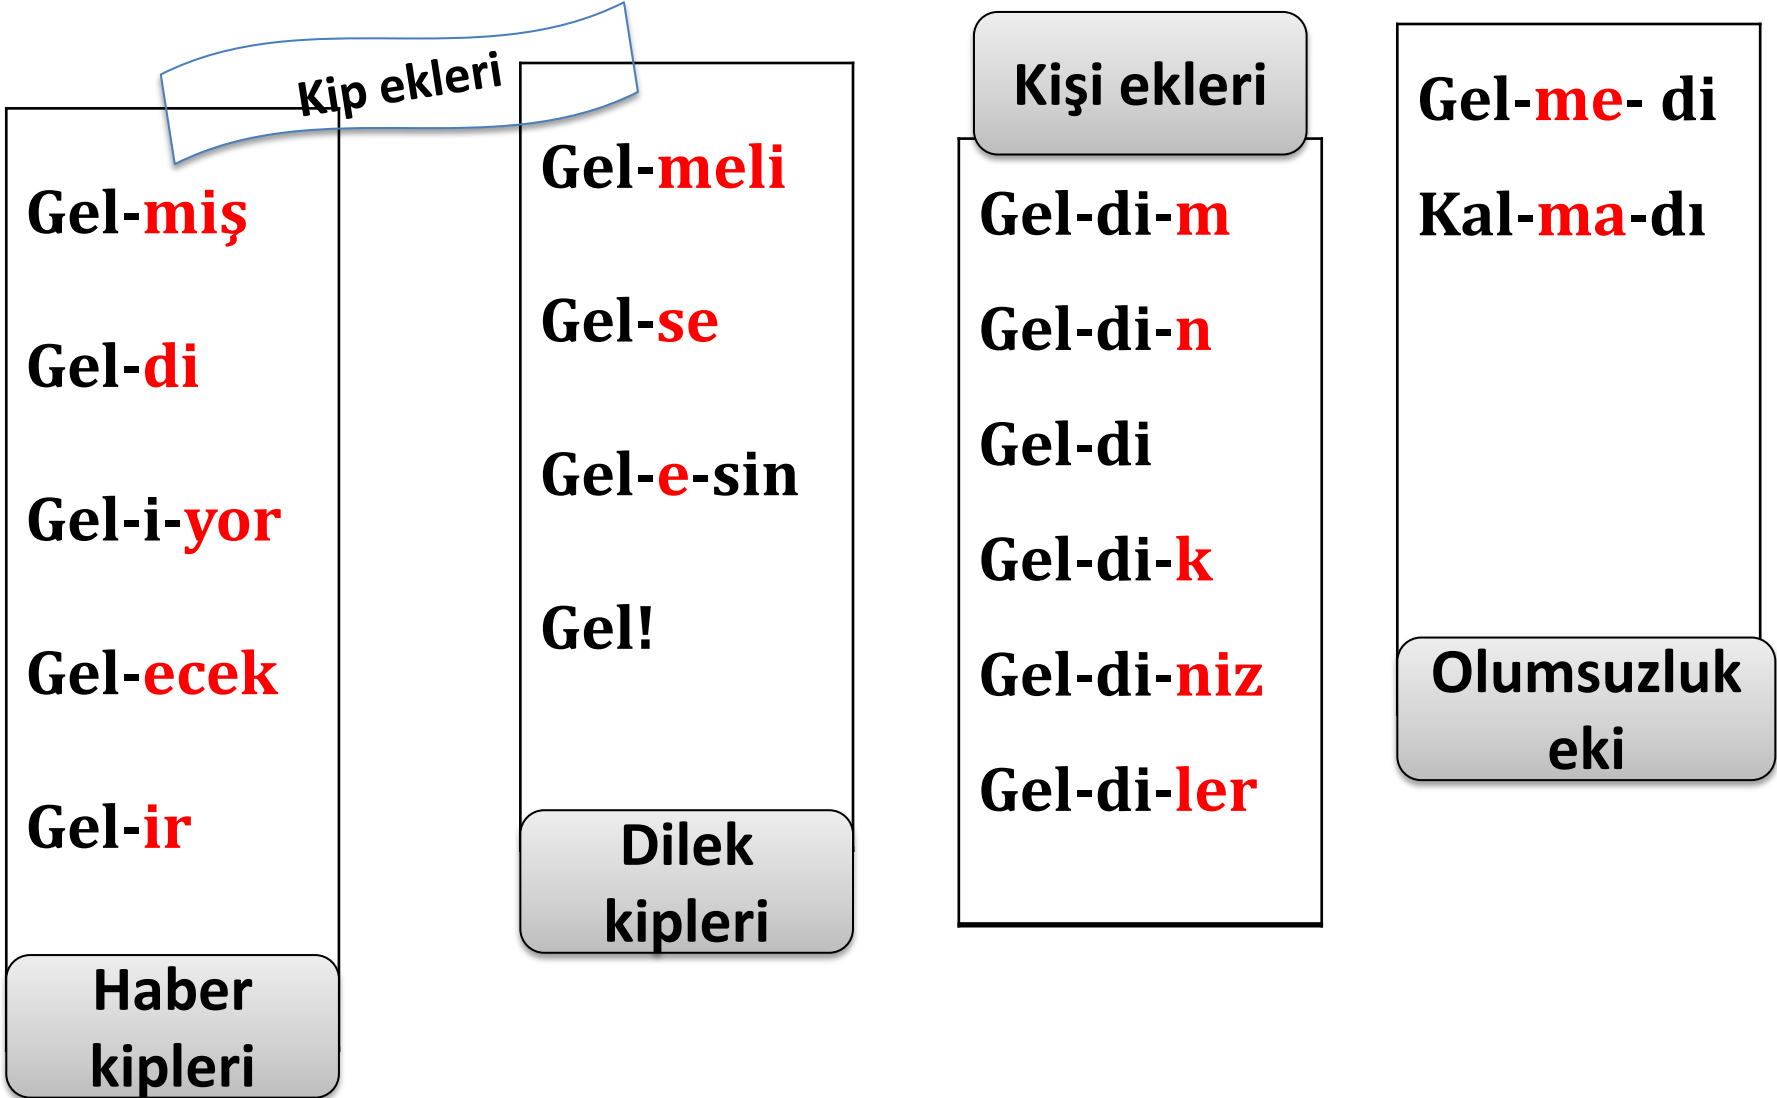 Kip ekleri
Gel-miş
Gel-di
Gel-i-yor
Gel-ecek
Gel-ir
Haber
kipleri
Gel-meli
Gel-se
Gel-e-sin
Gel!
Dilek
kipleri
Kişi ekleri
Gel-di-m
Gel-di-n
Gel-di
Gel-di-k
Gel-di-niz
Gel-di-ler
Gel-me- di
Kal-ma-dı
Olumsuzluk
eki